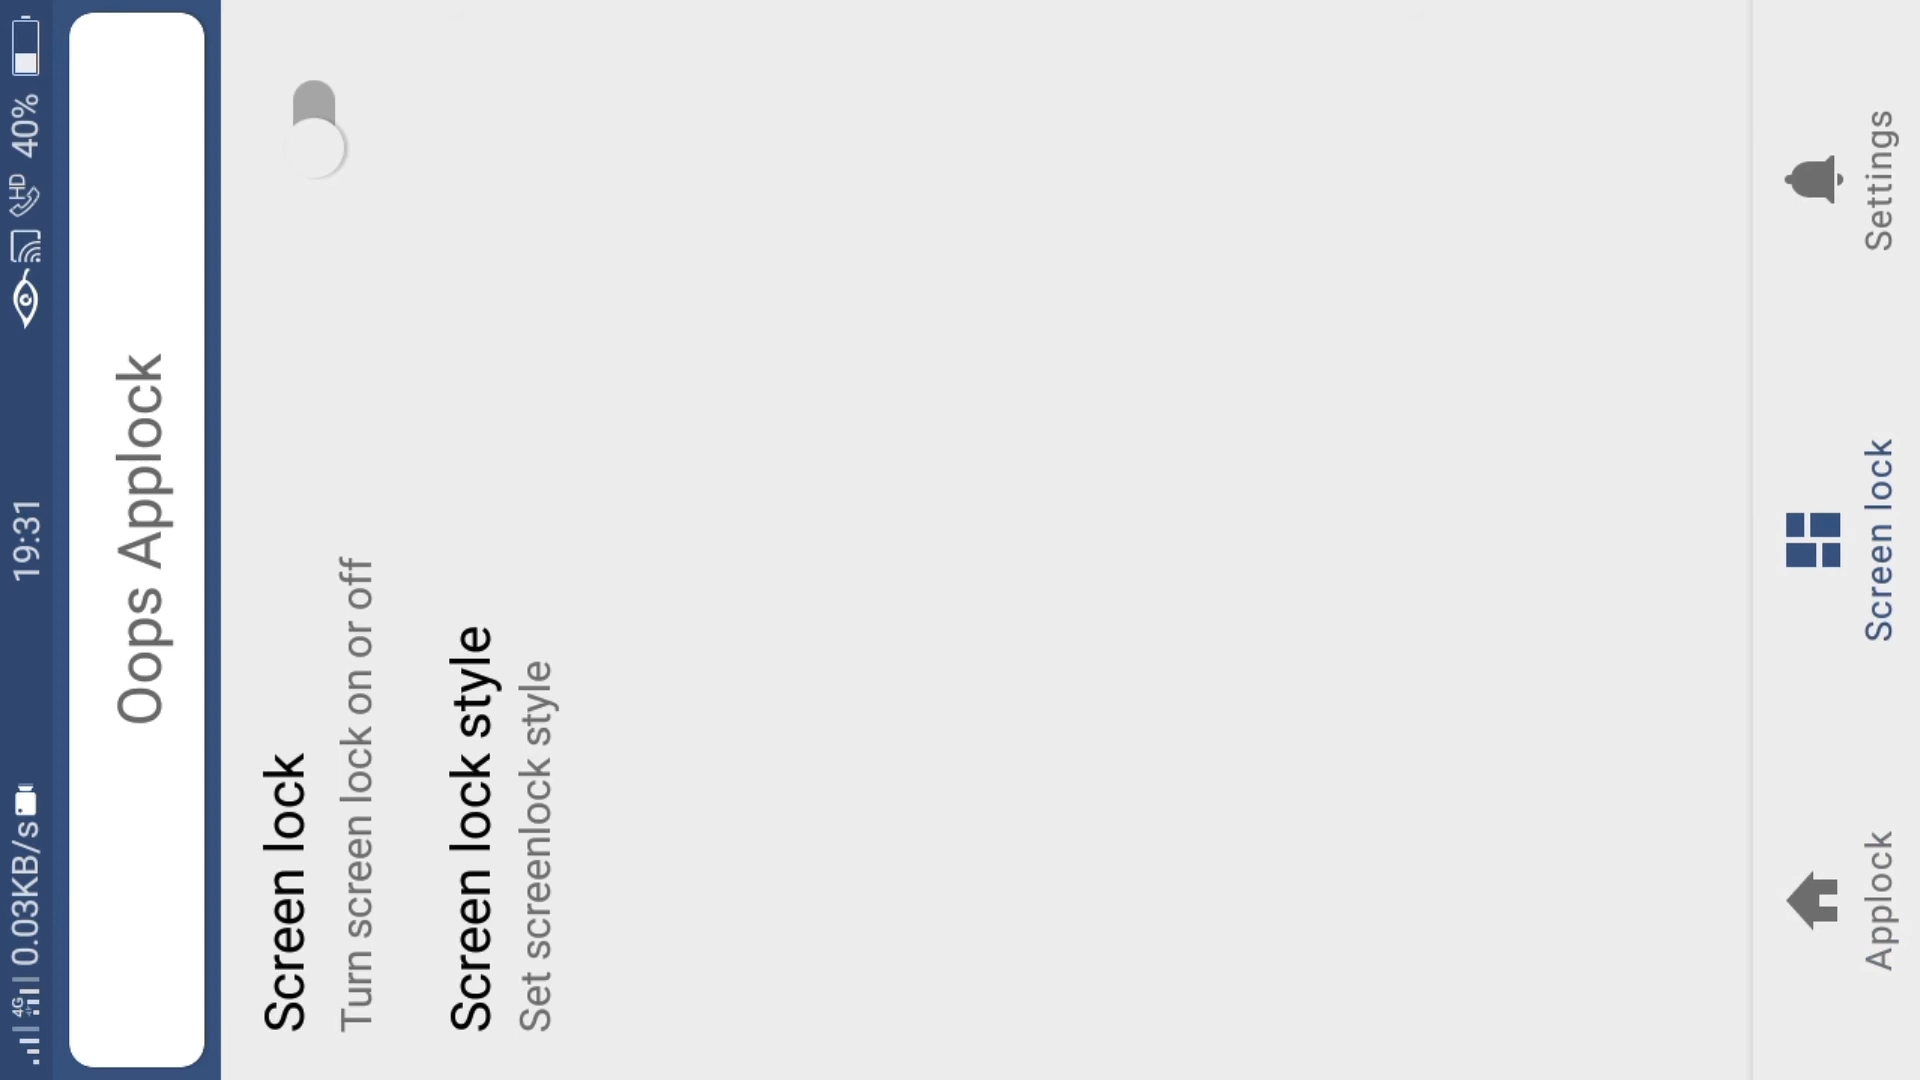 4G 0.03KB/s 19:31 HD 40%
Oops Applock
Screen lock
Turn screen lock on or off
Screen lock style
Set screenlock style
Applock Screen lock Settings